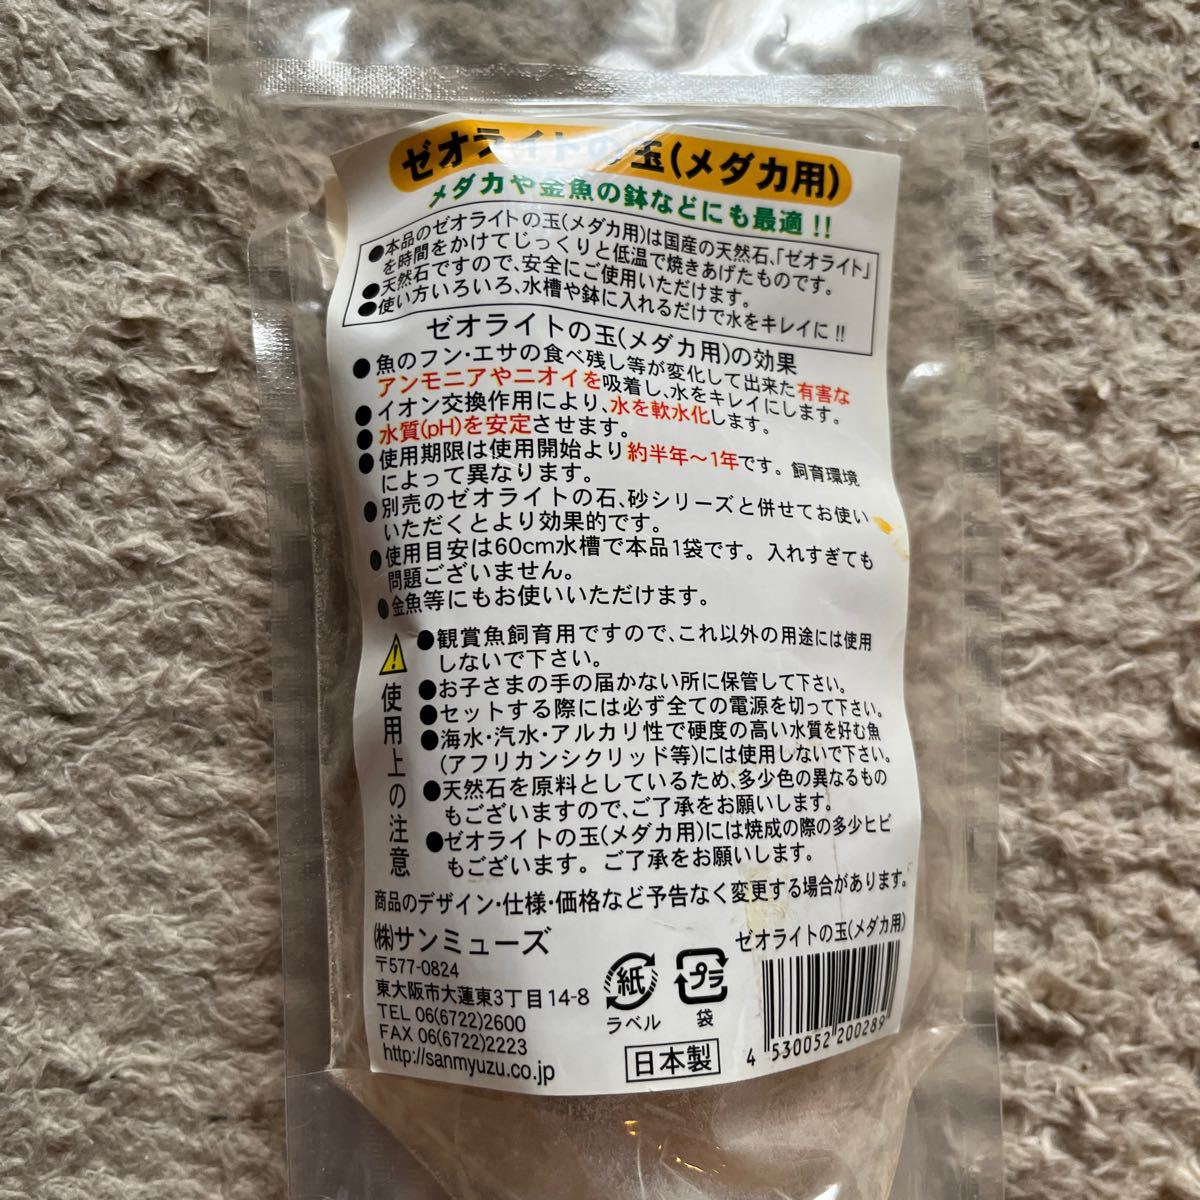 ゼオライトの玉(メダカ用)
メダカや金魚の鉢などにも最適!!
●本品のゼオライトの玉(メダカ用)は国産の天然石、「ゼオライト」
を時間をかけてじっくりと低温で焼きあげたものです。
●天然石ですので、安全にご使用いただけます。
●使い方いろいろ、水槽や鉢に入れるだけで水をキレイに!!
ゼオライトの玉(メダカ用)の効果
●魚のフン・エサの食べ残し等が変化して出来た有害な
アンモニアやニオイを吸着し、水をキレイにします。
●イオン交換作用により、水を軟水化します。
●水質(pH)を安定させます。
●使用期限は使用開始より約半年〜1年です。飼育環境
によって異なります。
●別売のゼオライトの石、砂シリーズと併せてお使い
いただくとより効果的です。
●使用目安は60cm水槽で本品1袋です。入れすぎても
問題ございません。
●金魚等にもお使いいただけます。
使用上の注意
●観賞魚飼育用ですので、これ以外の用途には使用
しないで下さい。
●お子さまの手の届かない所に保管して下さい。
●セットする際には必ず全ての電源を切って下さい。
●海水・汽水・アルカリ性で硬度の高い水質を好む魚
(アフリカンシクリッド等)には使用しないで下さい。
●天然石を原料としているため、多少色の異なるもの
もございますので、ご了承をお願いします。
●ゼオライトの玉(メダカ用)には焼成の際の多少ヒビ
もございます。ご了承をお願いします。
商品のデザイン・仕様・価格など予告なく変更する場合があります。
(株)サンミューズ
〒577-0824
東大阪市大蓮東3丁目14-8
TEL 06(6722)2600
FAX 06(6722)2223
http://sanmyuzu.co.jp
紙
ラベル
プラ
袋
日本製
ゼオライトの玉(メダカ用)
4 530052 200289